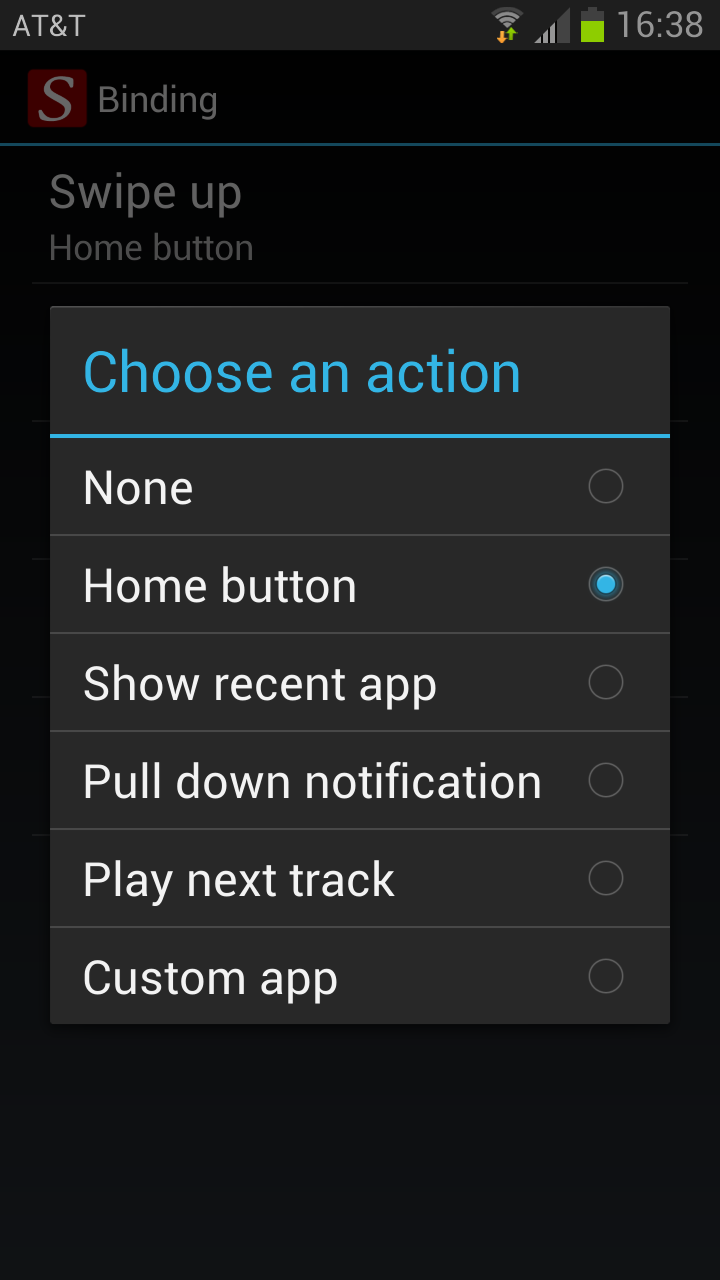 AT&T 16:38
S Binding
Swipe up
Home button
Choose an action
None
Home button
Show recent app
Pull down notification
Play next track
Custom app